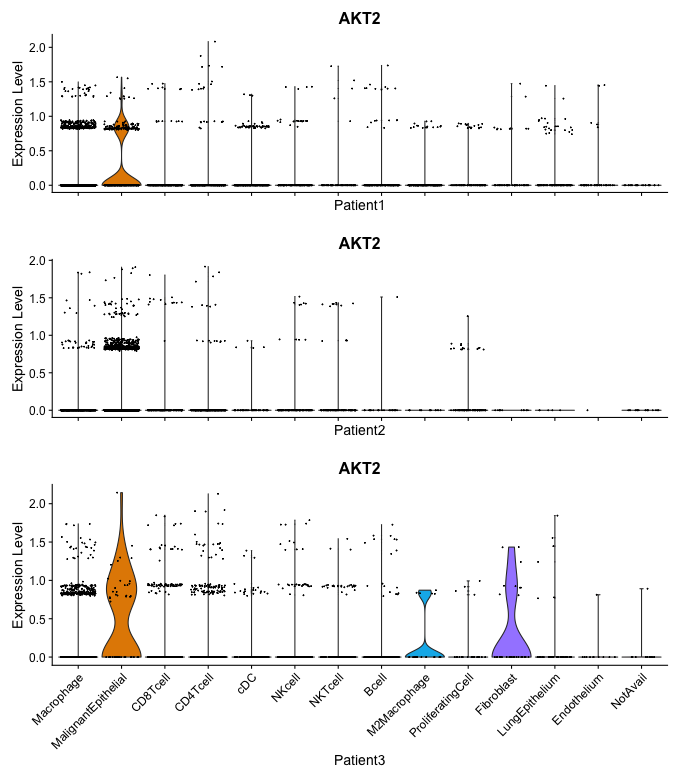 AKT2
Expression Level
2.0
1.5
1.0
0.5
0.0
Patient1
AKT2
Expression Level
2.0
1.5
1.0
0.5
0.0
Patient2
AKT2
Expression Level
2.0
1.5
1.0
0.5
0.0
Macrophage
MalignantEpithelial
CD8Tcell
CD4Tcell
cDC
NKcell
NKTcell
Bcell
M2Macrophage
ProliferatingCell
Fibroblast
LungEpithelium
Endothelium
NotAvail
Patient3